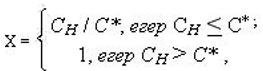 X = { C_H / C*, егер C_H ≤ C* ;
1, егер C_H > C* ,